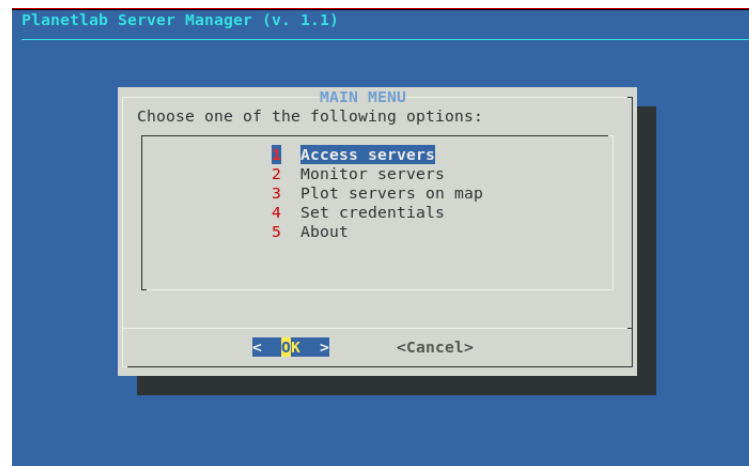 Planetlab Server Manager (v. 1.1)
MAIN MENU
Choose one of the following options:
1 Access servers
2 Monitor servers
3 Plot servers on map
4 Set credentials
5 About
< OK > <Cancel>